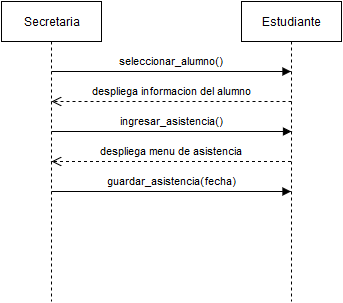 Secretaria
Estudiante
seleccionar_alumno()
despliega informacion del alumno
ingresar_asistencia()
despliega menu de asistencia
guardar_asistencia(fecha)